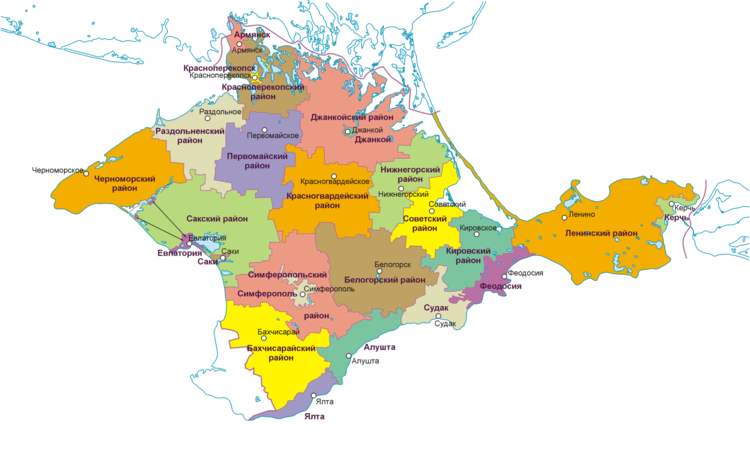 Армянск
Армянск
Красноперекопск
Красноперекопск
Красноперекопский
район
Раздольное
Раздольненский
район
Первомайское
Первомайский
район
Джанкойский район
Джанкой
Джанкой
Черноморское
Черноморский
район
Красногвардейское
Красногвардейский
район
Нижнегорский
район
Нижнегорский
Советский
Советский
район
Сакский район
Евпатория
Евпатория
Саки
Саки
Кировское
Кировский
район
Ленино
Ленинский район
Керчь
Керчь
Белогорск
Белогорский район
Феодосия
Феодосия
Симферопольский
Симферополь
Симферополь
район
Судак
Судак
Бахчисарай
Бахчисарайский
район
Алушта
Алушта
Ялта
Ялта